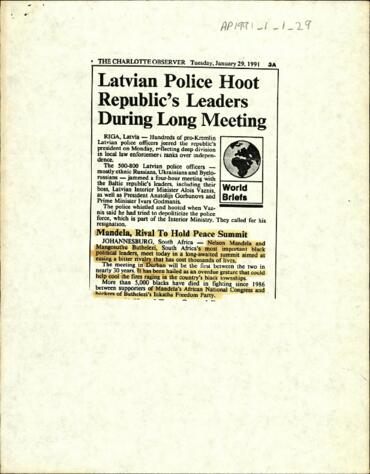 AP1991_1_1_29
THE CHARLOTTE OBSERVER Tuesday, January 29, 1991 3A
Latvian Police Hoot
Republic's Leaders
During Long Meeting
RIGA, Latvia — Hundreds of pro-Kremlin
Latvian police officers jeered the republic's
president on Monday, reflecting deep division
in local law enforcement ranks over indepen-
dence.
The 500-800 Latvian police officers —
mostly ethnic Russians, Ukrainians and Byelo-
russians — jammed a four-hour meeting with
the Baltic republic's leaders, including their
boss, Latvian Interior Minister Alois Vaznis,
as well as President Anatolijs Gorbunovs and
Prime Minister Ivars Godmanis.
The police whistled and hooted when Vaz-
nis said he had tried to depoliticize the police
force, which is part of the Interior Ministry. They called for his
resignation.
World
Briefs
Mandela, Rival To Hold Peace Summit
JOHANNESBURG, South Africa — Nelson Mandela and
Mangosuthu Buthelezi, South Africa's most important black
political leaders, meet today in a long-awaited summit aimed at
easing a bitter rivalry that has cost thousands of lives.
The meeting in Durban will be the first between the two in
nearly 30 years. It has been hailed as an overdue gesture that could
help cool the fires raging in the country's black townships.
More than 5,000 blacks have died in fighting since 1986
between supporters of Mandela's African National Congress and
backers of Buthelezi's Inkatha Freedom Party.